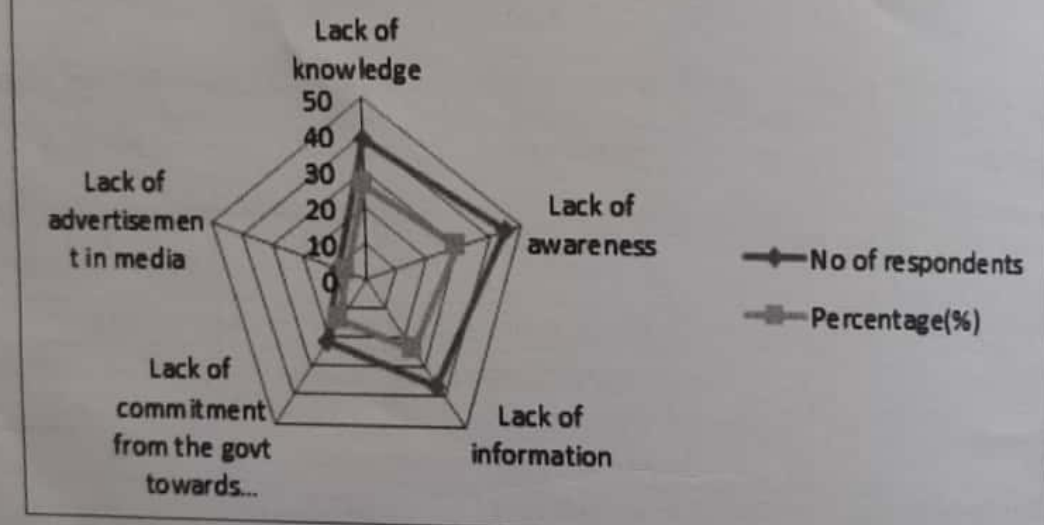 Lack of
knowledge
50
40
30
20
10
0
Lack of
awareness
Lack of
information
Lack of
commitment
from the govt
towards...
Lack of
advertisemen
t in media
No of respondents
Percentage(%)